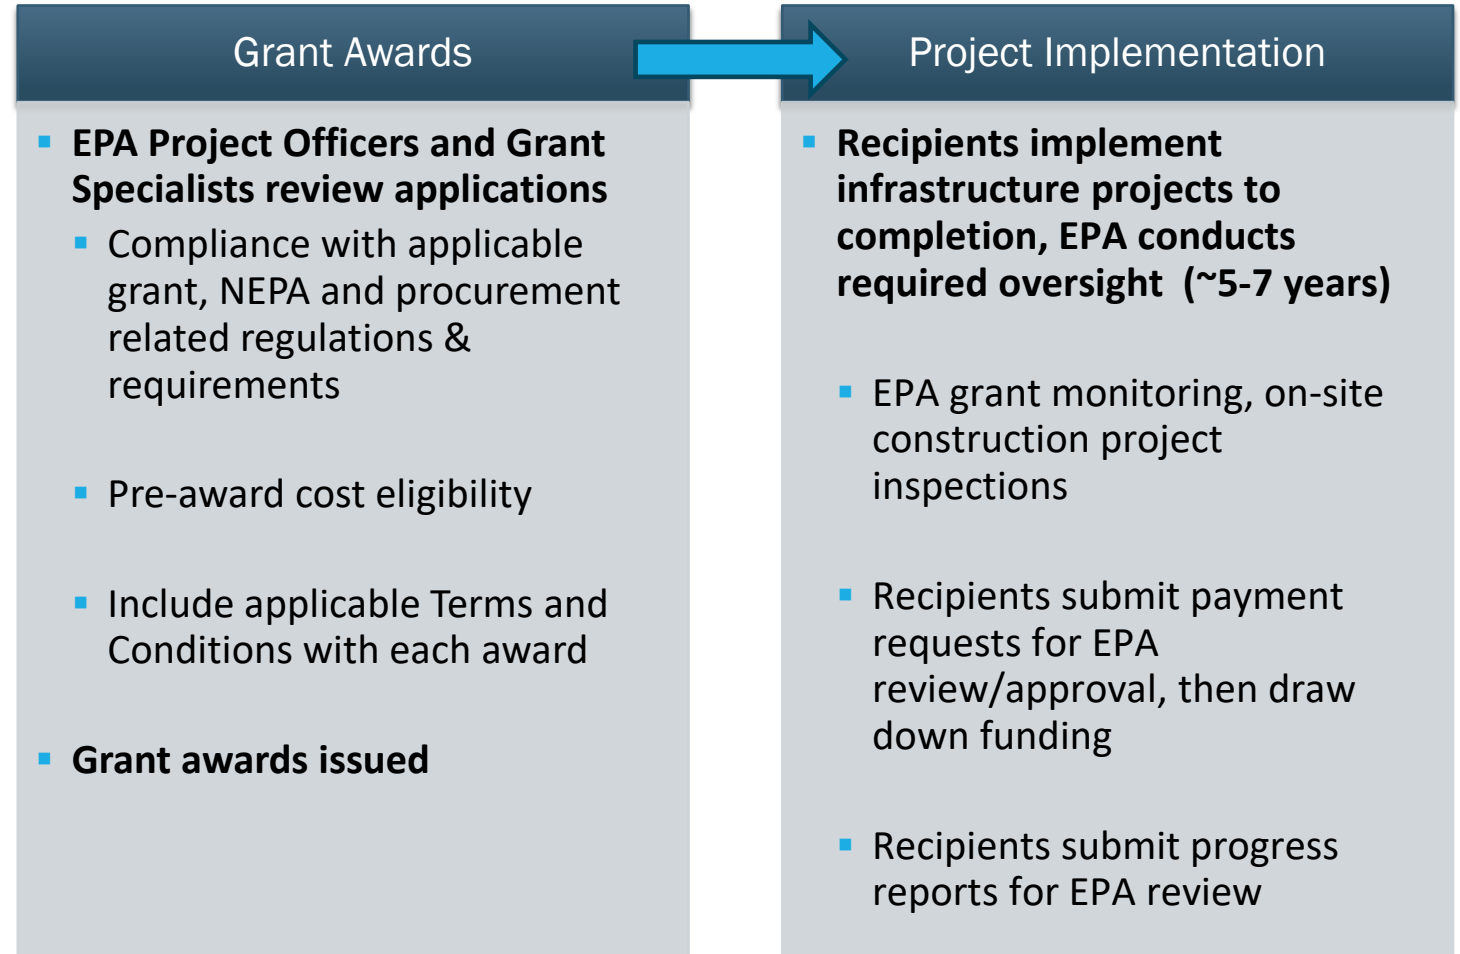 Grant Awards
EPA Project Officers and Grant
Specialists review applications
Compliance with applicable
grant, NEPA and procurement
related regulations &
requirements
Pre-award cost eligibility
Include applicable Terms and
Conditions with each award
Grant awards issued
Project Implementation
Recipients implement
infrastructure projects to
completion, EPA conducts
required oversight (~5-7 years)
EPA grant monitoring, on-site
construction project
inspections
Recipients submit payment
requests for EPA
review/approval, then draw
down funding
Recipients submit progress
reports for EPA review